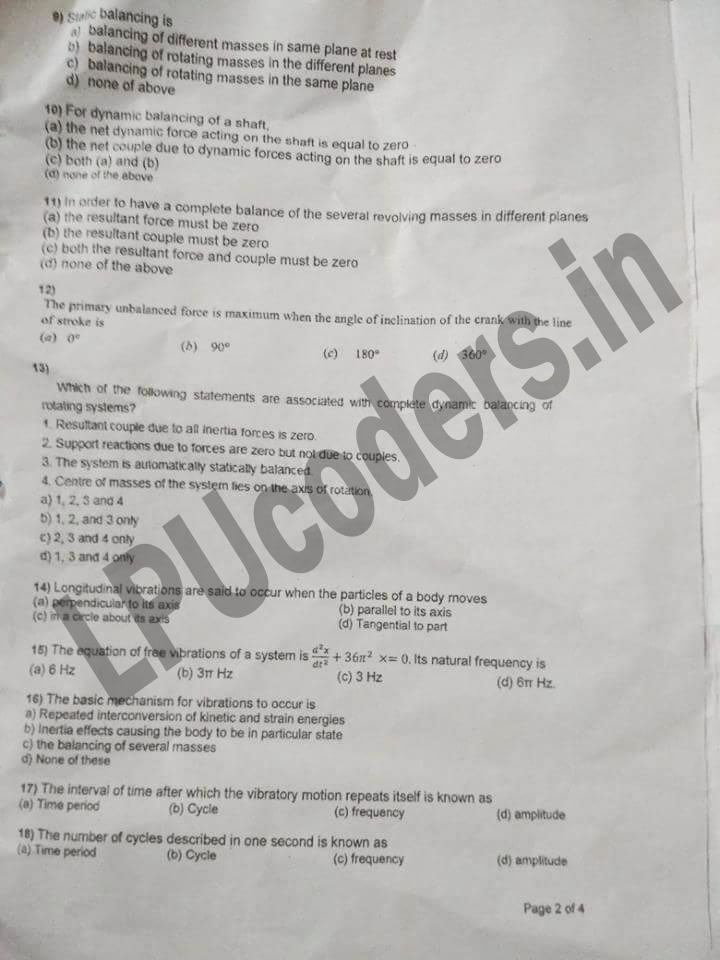 9) Static balancing is
a) balancing of different masses in same plane at rest
b) balancing of rotating masses in the different planes
c) balancing of rotating masses in the same plane
d) none of above
10) For dynamic balancing of a shaft,
(a) the net dynamic force acting on the shaft is equal to zero
(b) the net couple due to dynamic forces acting on the shaft is equal to zero
(c) both (a) and (b)
(d) none of the above
11) In order to have a complete balance of the several revolving masses in different planes
(a) the resultant force must be zero
(b) the resultant couple must be zero
(c) both the resultant force and couple must be zero
(d) none of the above
12)
The primary unbalanced force is maximum when the angle of inclination of the crank with the line
of stroke is
(a) 0° (b) 90° (c) 180° (d) 360°
13)
Which of the following statements are associated with complete dynamic balancing of
rotating systems?
1. Resultant couple due to all inertia forces is zero.
2. Support reactions due to forces are zero but not due to couples.
3. The system is automatically statically balanced.
4. Centre of masses of the system lies on the axis of rotation.
a) 1, 2, 3 and 4
b) 1, 2, and 3 only
c) 2, 3 and 4 only
d) 1, 3 and 4 only
14) Longitudinal vibrations are said to occur when the particles of a body moves
(a) perpendicular to its axis (b) parallel to its axis
(c) in a circle about its axis (d) Tangential to part
15) The equation of free vibrations of a system is d²x/dt² + 36π² x= 0. Its natural frequency is
(a) 6 Hz (b) 3π Hz (c) 3 Hz (d) 6π Hz.
16) The basic mechanism for vibrations to occur is
a) Repeated interconversion of kinetic and strain energies
b) Inertia effects causing the body to be in particular state
c) the balancing of several masses
d) None of these
17) The interval of time after which the vibratory motion repeats itself is known as
(a) Time period (b) Cycle (c) frequency (d) amplitude
18) The number of cycles described in one second is known as
(a) Time period (b) Cycle (c) frequency (d) amplitude
Page 2 of 4
LPUcoders.in